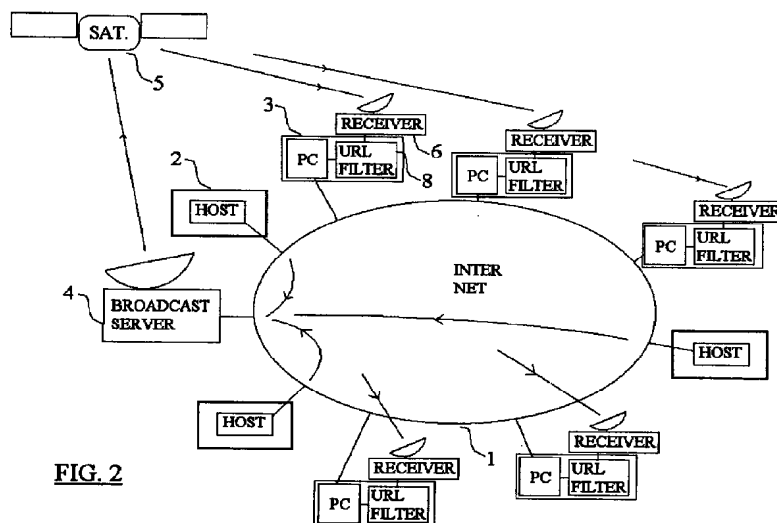 SAT.
5
3
RECEIVER
6
PC
URL
FILTER
8
RECEIVER
PC
URL
FILTER
2
HOST
RECEIVER
PC
URL
FILTER
INTER
NET
4
BROADCAST
SERVER
HOST
HOST
1
RECEIVER
PC
URL
FILTER
RECEIVER
PC
URL
FILTER
FIG. 2